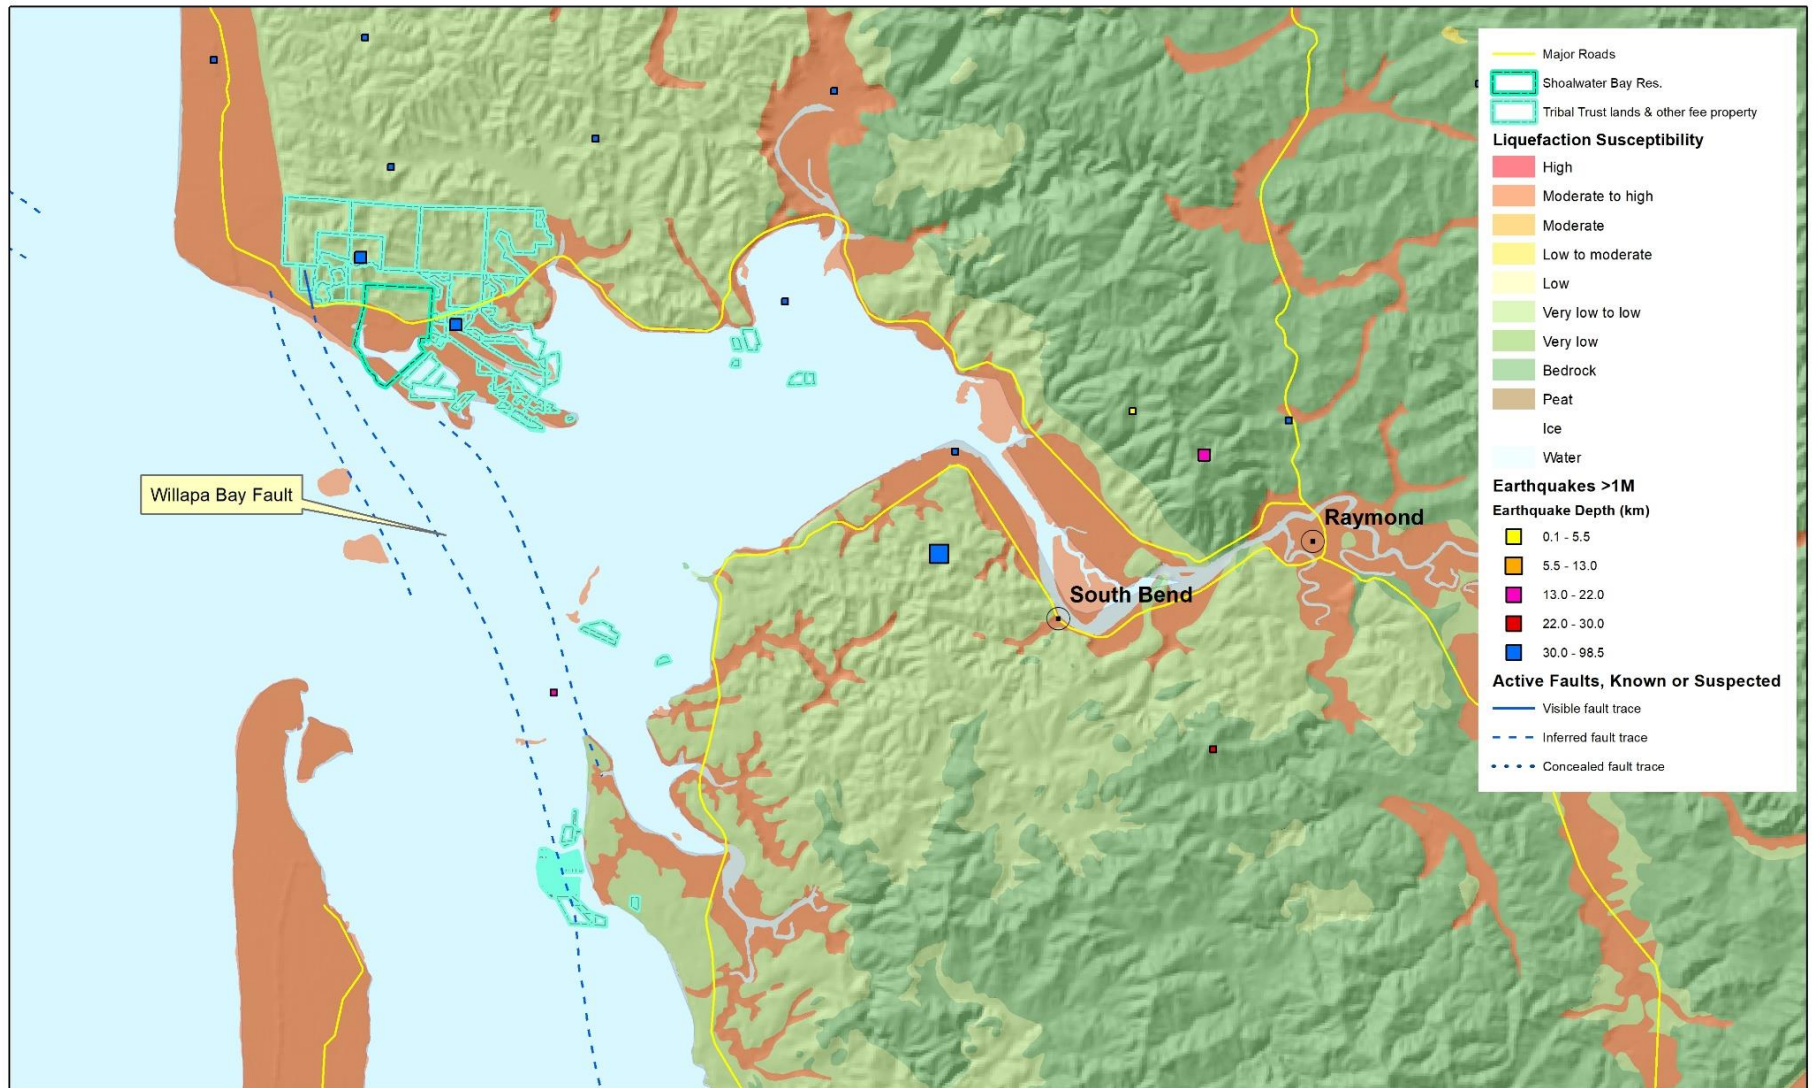 Major Roads
Shoalwater Bay Res.
Tribal Trust lands & other fee property
Liquefaction Susceptibility
High
Moderate to high
Moderate
Low to moderate
Low
Very low to low
Very low
Bedrock
Peat
Ice
Water
Earthquakes >1M
Earthquake Depth (km)
0.1 - 5.5
5.5 - 13.0
13.0 - 22.0
22.0 - 30.0
30.0 - 98.5
Active Faults, Known or Suspected
Visible fault trace
Inferred fault trace
Concealed fault trace
Willapa Bay Fault
Raymond
South Bend